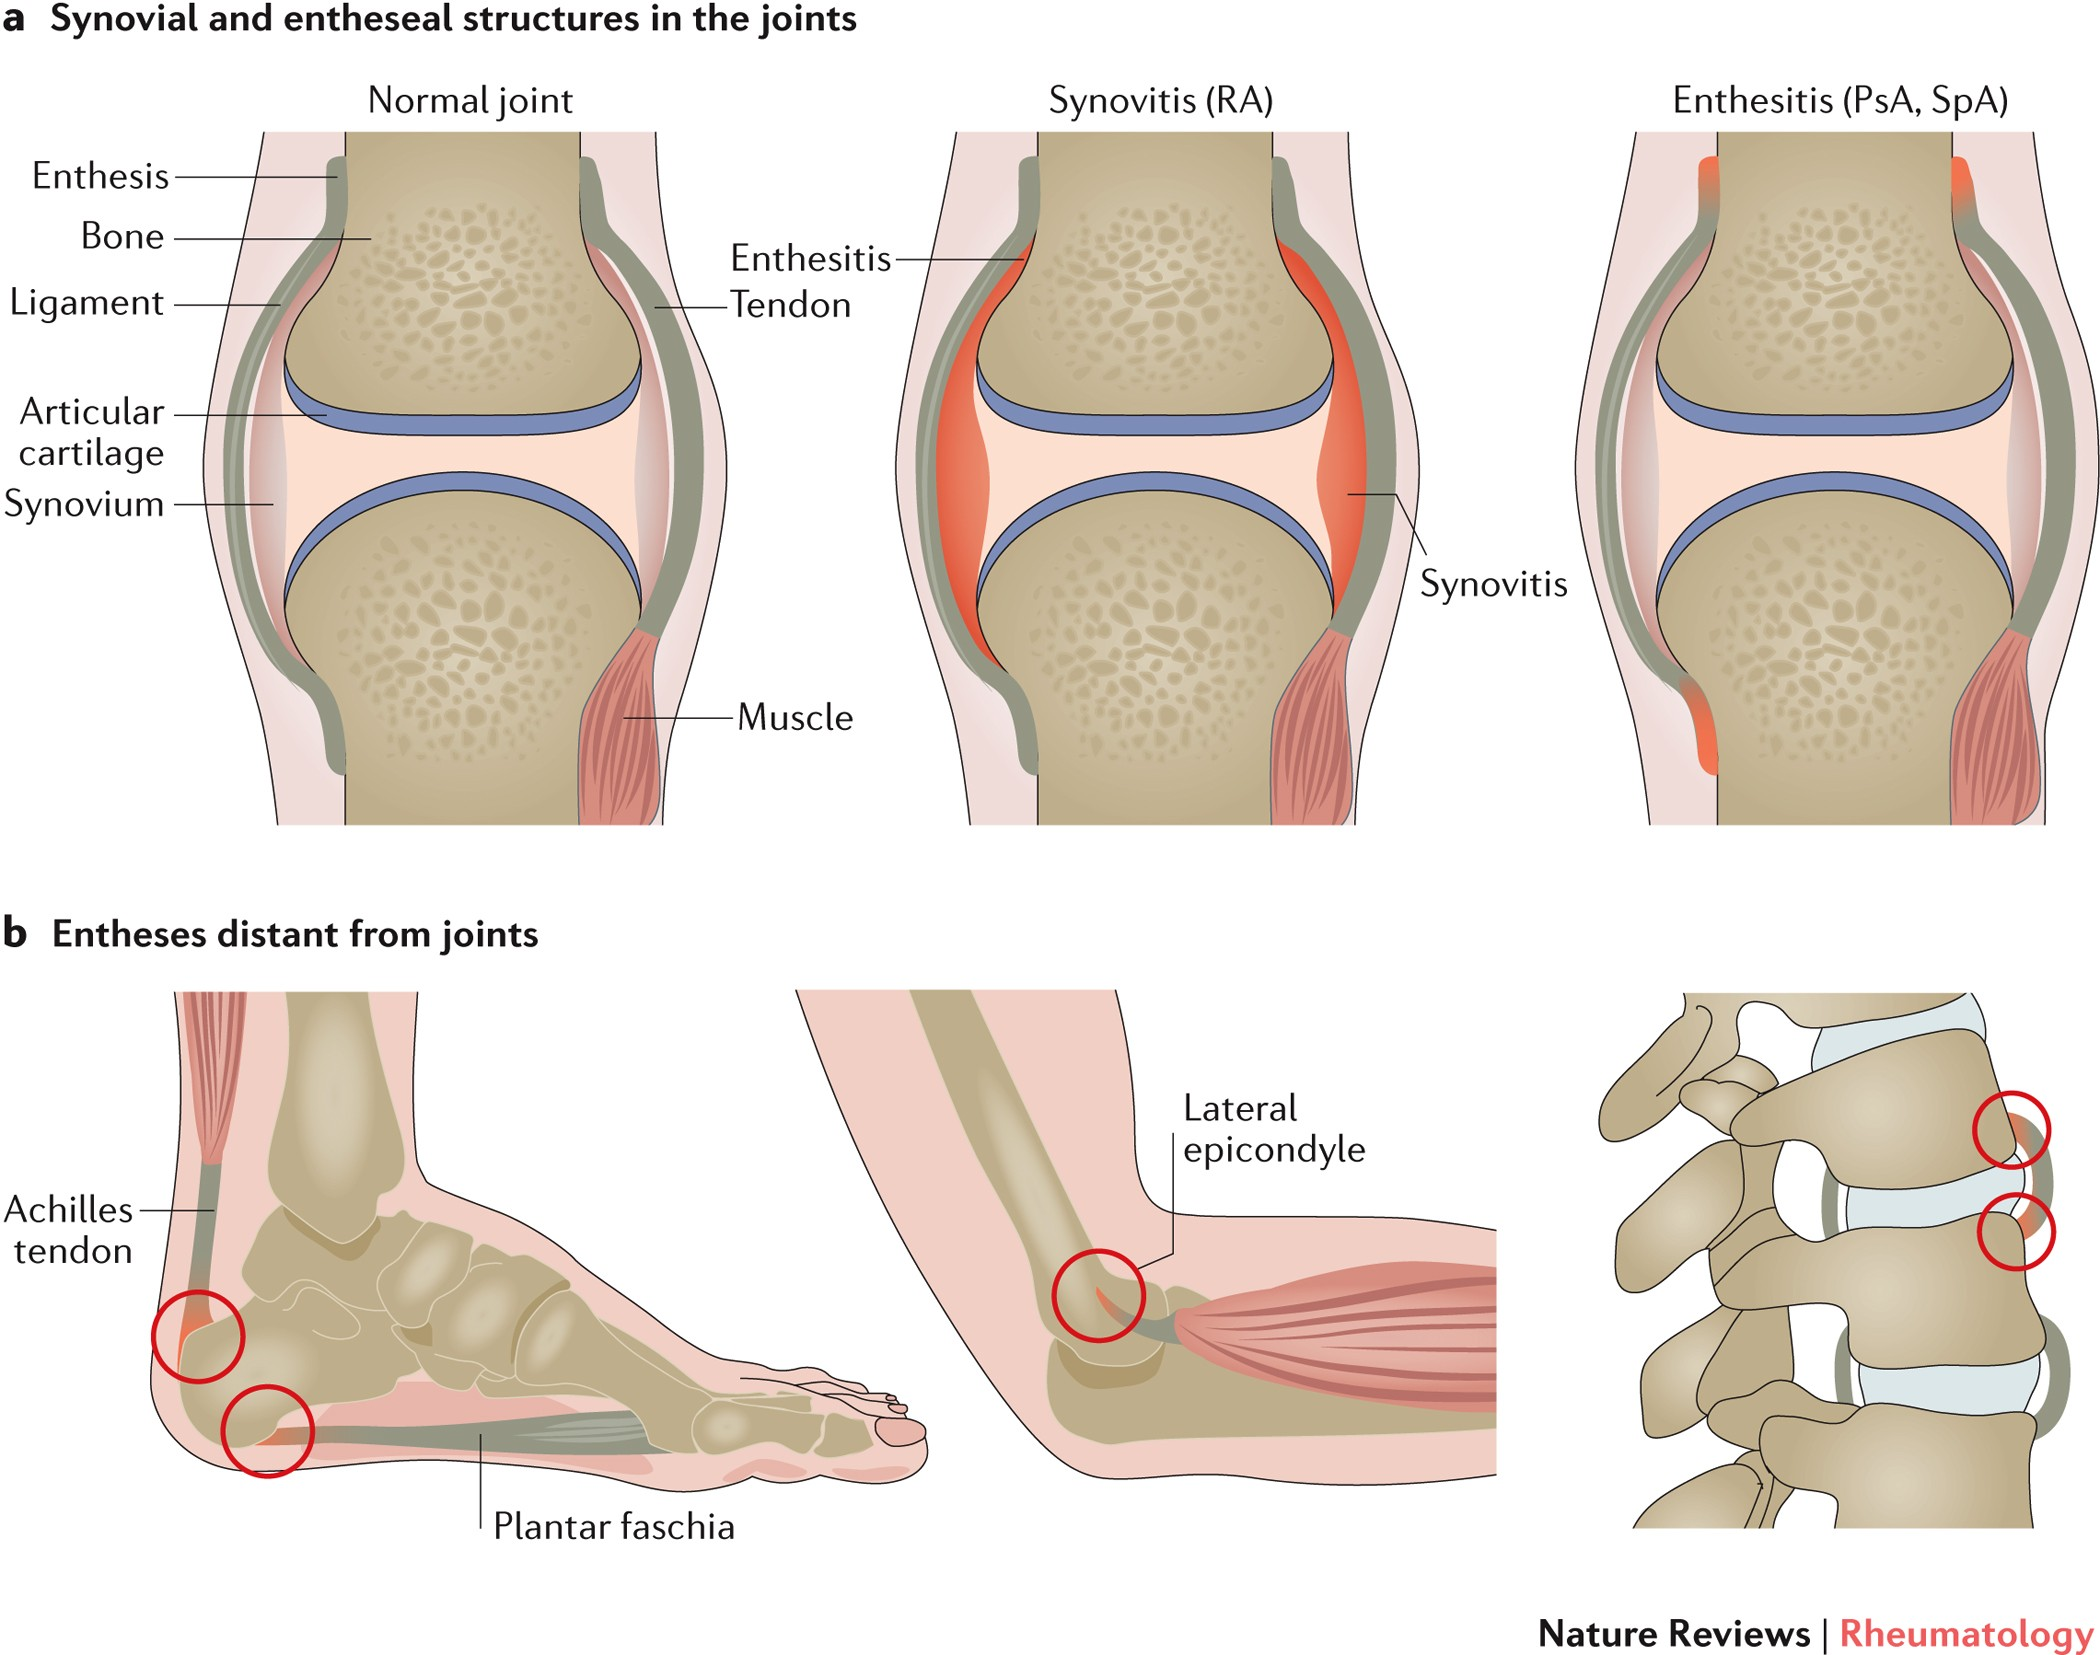 a Synovial and entheseal structures in the joints
Normal joint
Synovitis (RA)
Enthesitis (PsA, SpA)
Enthesis
Bone
Ligament
Articular
cartilage
Synovium
Enthesitis
Tendon
Muscle
Synovitis
b Entheses distant from joints
Achilles
tendon
Plantar faschia
Lateral
epicondyle
Nature Reviews | Rheumatology